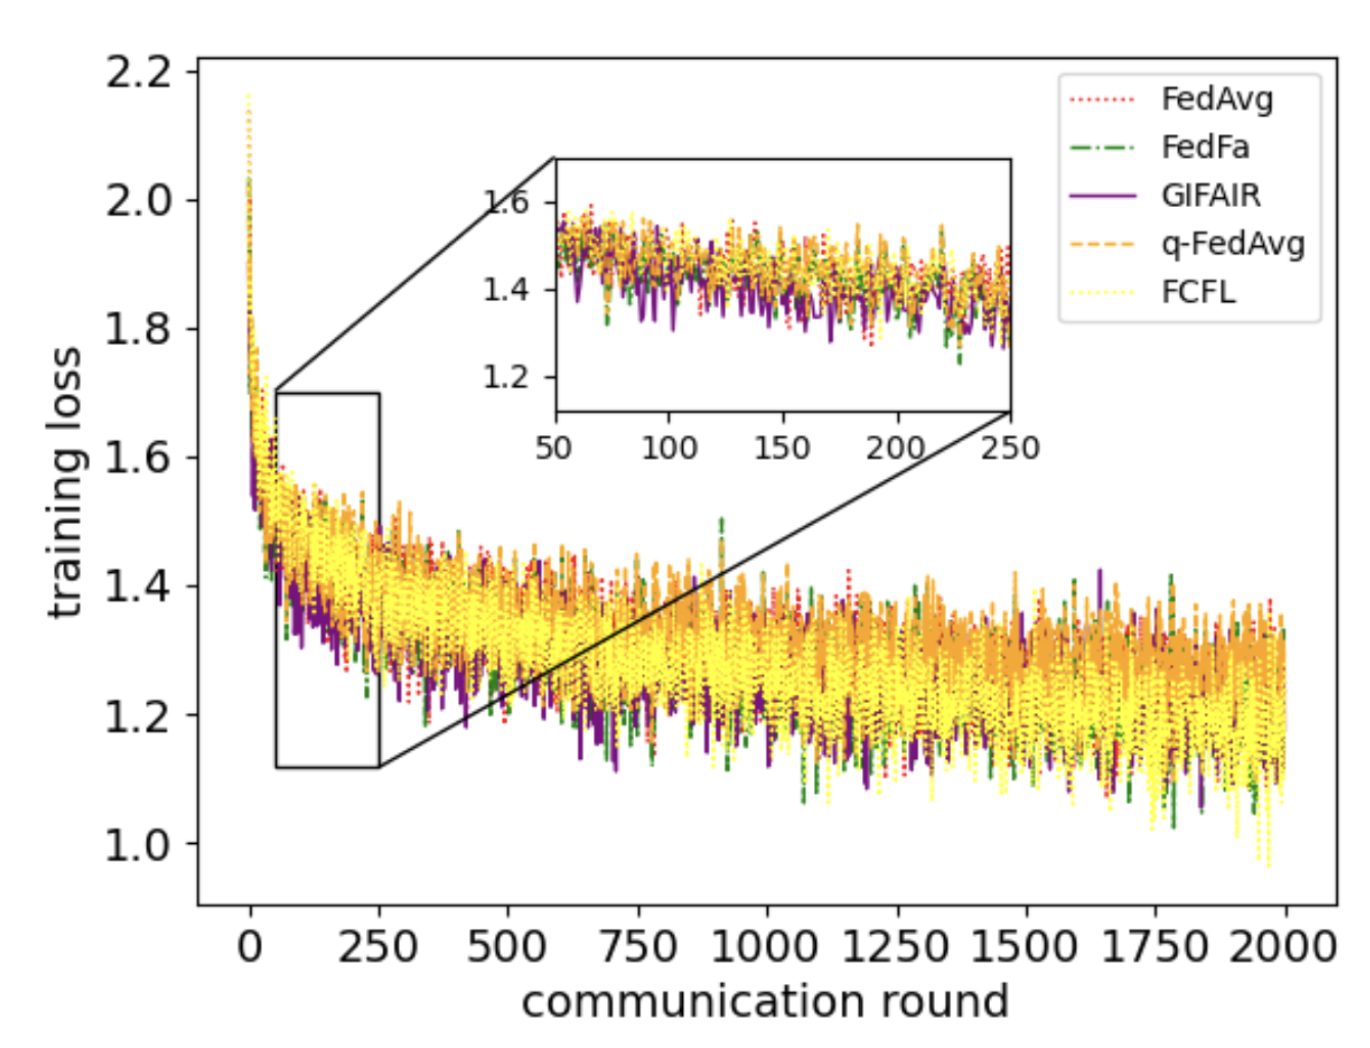 2.2
2.0
1.8
1.6
1.4
1.2
1.0
training loss
FedAvg
FedFa
GIFAIR
q-FedAvg
FCFL
1.6
1.4
1.2
50 100 150 200 250
0 250 500 750 1000 1250 1500 1750 2000
communication round